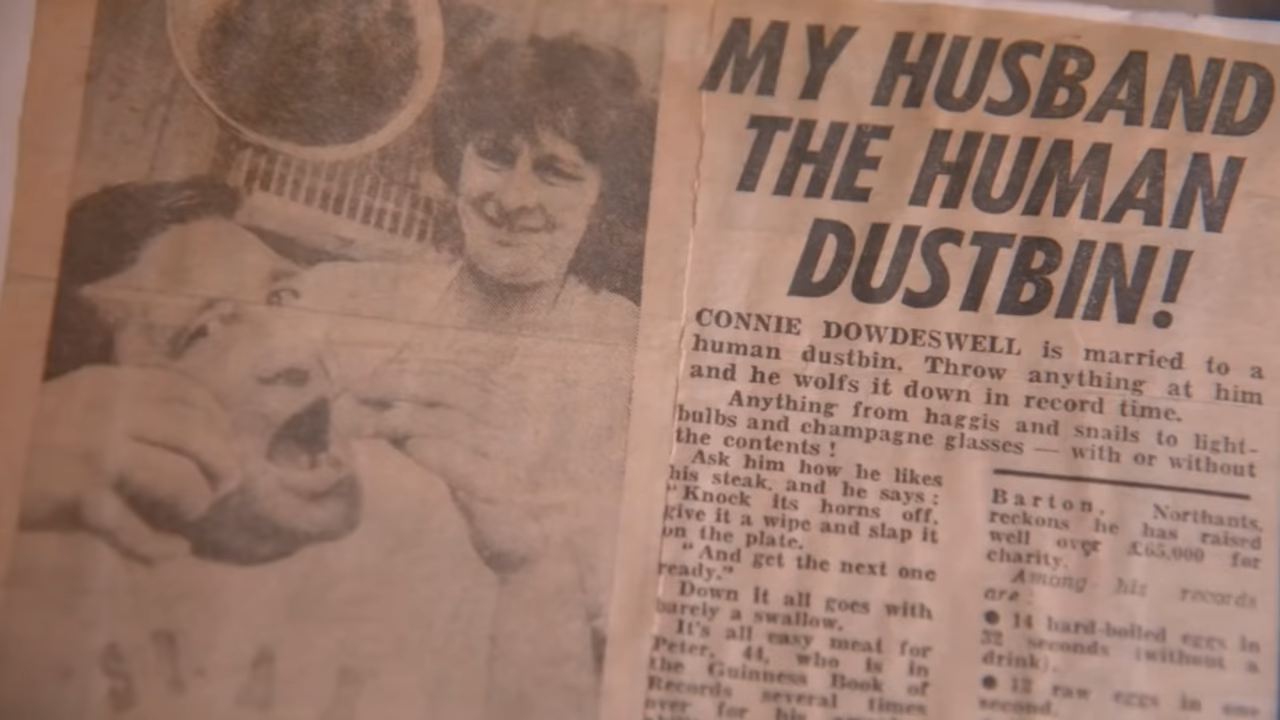 MY HUSBAND
THE HUMAN
DUSTBIN!
CONNIE DOWDESWELL is married to a
human dustbin. Throw anything at him
and he wolfs it down in record time.
Anything from haggis and snails to light-
bulbs and champagne glasses — with or without
the contents !
Ask him how he likes
his steak, and he says :
"Knock its horns off,
give it a wipe and slap it
on the plate.
"And get the next one
ready."
Down it all goes with
barely a swallow.
It's all easy meat for
Peter, 44, who is in
the Guinness Book of
Records several times
over for his
Barton, Northants,
reckons he has raised
well over £65,000 for
charity.
Among his records
are :
● 14 hard-boiled eggs in
32 seconds (without a
drink).
● 12 raw eggs in one
second.